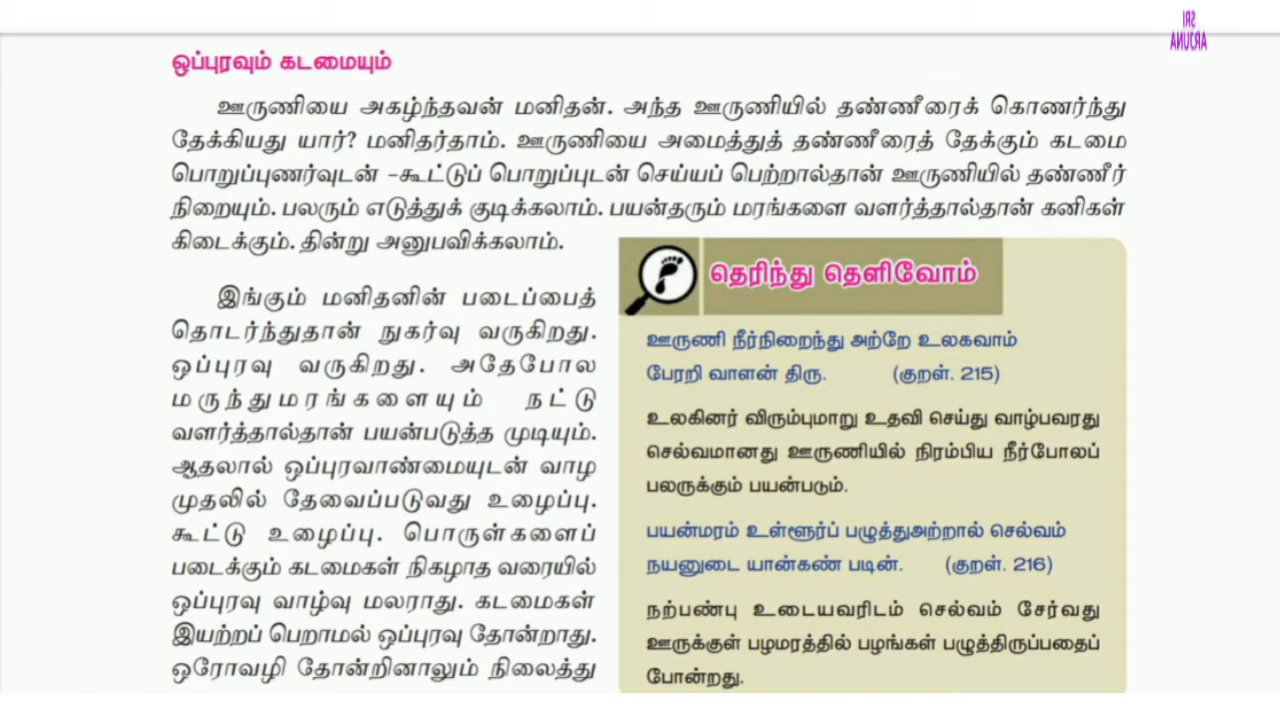 SRI
ARJUNA
ஒப்புரவும் கடமையும்
ஊருணியை அகழ்ந்தவன் மனிதன். அந்த ஊருணியில் தண்ணீரைக் கொணர்ந்து
தேக்கியது யார்? மனிதர்தாம். ஊருணியை அமைத்துத் தண்ணீரைத் தேக்கும் கடமை
பொறுப்புணர்வுடன் –கூட்டுப் பொறுப்புடன் செய்யப் பெற்றால்தான் ஊருணியில் தண்ணீர்
நிறையும். பலரும் எடுத்துக் குடிக்கலாம். பயன்தரும் மரங்களை வளர்த்தால்தான் கனிகள்
கிடைக்கும். தின்று அனுபவிக்கலாம்.
இங்கும் மனிதனின் படைப்பைத்
தொடர்ந்துதான் நுகர்வு வருகிறது.
ஒப்புரவு வருகிறது. அதேபோல
மருந்துமரங்களையும் நட்டு
வளர்த்தால்தான் பயன்படுத்த முடியும்.
ஆதலால் ஒப்புரவாண்மையுடன் வாழ
முதலில் தேவைப்படுவது உழைப்பு.
கூட்டு உழைப்பு. பொருள்களைப்
படைக்கும் கடமைகள் நிகழாத வரையில்
ஒப்புரவு வாழ்வு மலராது. கடமைகள்
இயற்றப் பெறாமல் ஒப்புரவு தோன்றாது.
ஒரோவழி தோன்றினாலும் நிலைத்து
தெரிந்து தெளிவோம்
ஊருணி நீர்நிறைந்து அற்றே உலகவாம்
பேரறி வாளன் திரு. (குறள். 215)
உலகினர் விரும்புமாறு உதவி செய்து வாழ்பவரது
செல்வமானது ஊருணியில் நிரம்பிய நீர்போலப்
பலருக்கும் பயன்படும்.
பயன்மரம் உள்ளூர்ப் பழுத்துஅற்றால் செல்வம்
நயனுடை யான்கண் படின். (குறள். 216)
நற்பண்பு உடையவரிடம் செல்வம் சேர்வது
ஊருக்குள் பழமரத்தில் பழங்கள் பழுத்திருப்பதைப்
போன்றது.